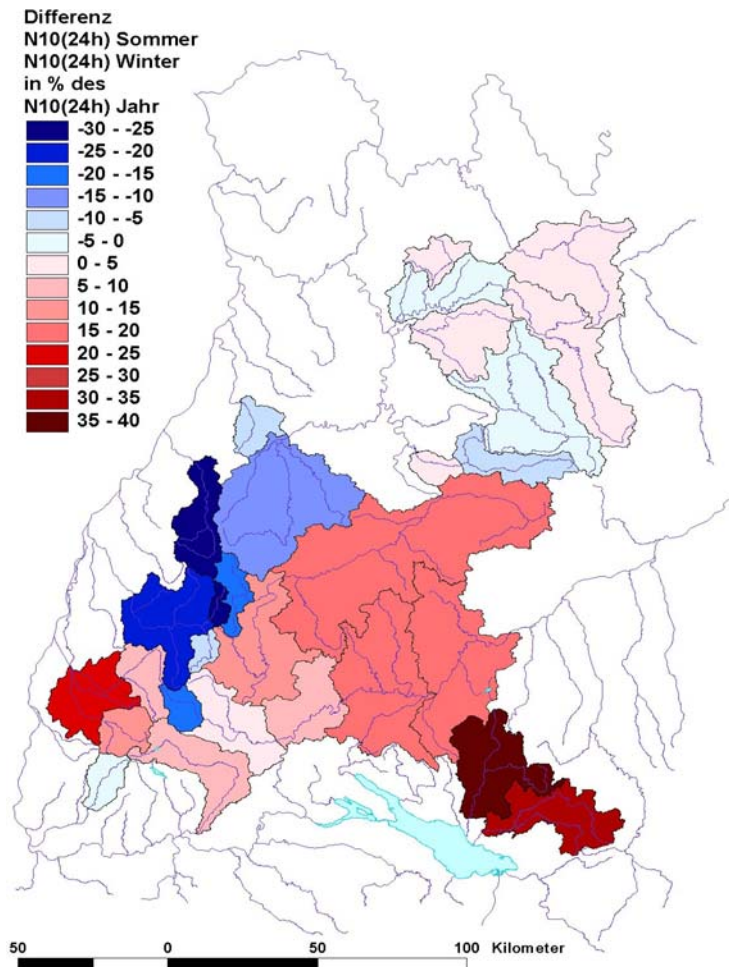 Differenz
N10(24h) Sommer
N10(24h) Winter
in % des
N10(24h) Jahr
-30 - -25
-25 - -20
-20 - -15
-15 - -10
-10 - -5
-5 - 0
0 - 5
5 - 10
10 - 15
15 - 20
20 - 25
25 - 30
30 - 35
35 - 40
50 0 50 100 Kilometer